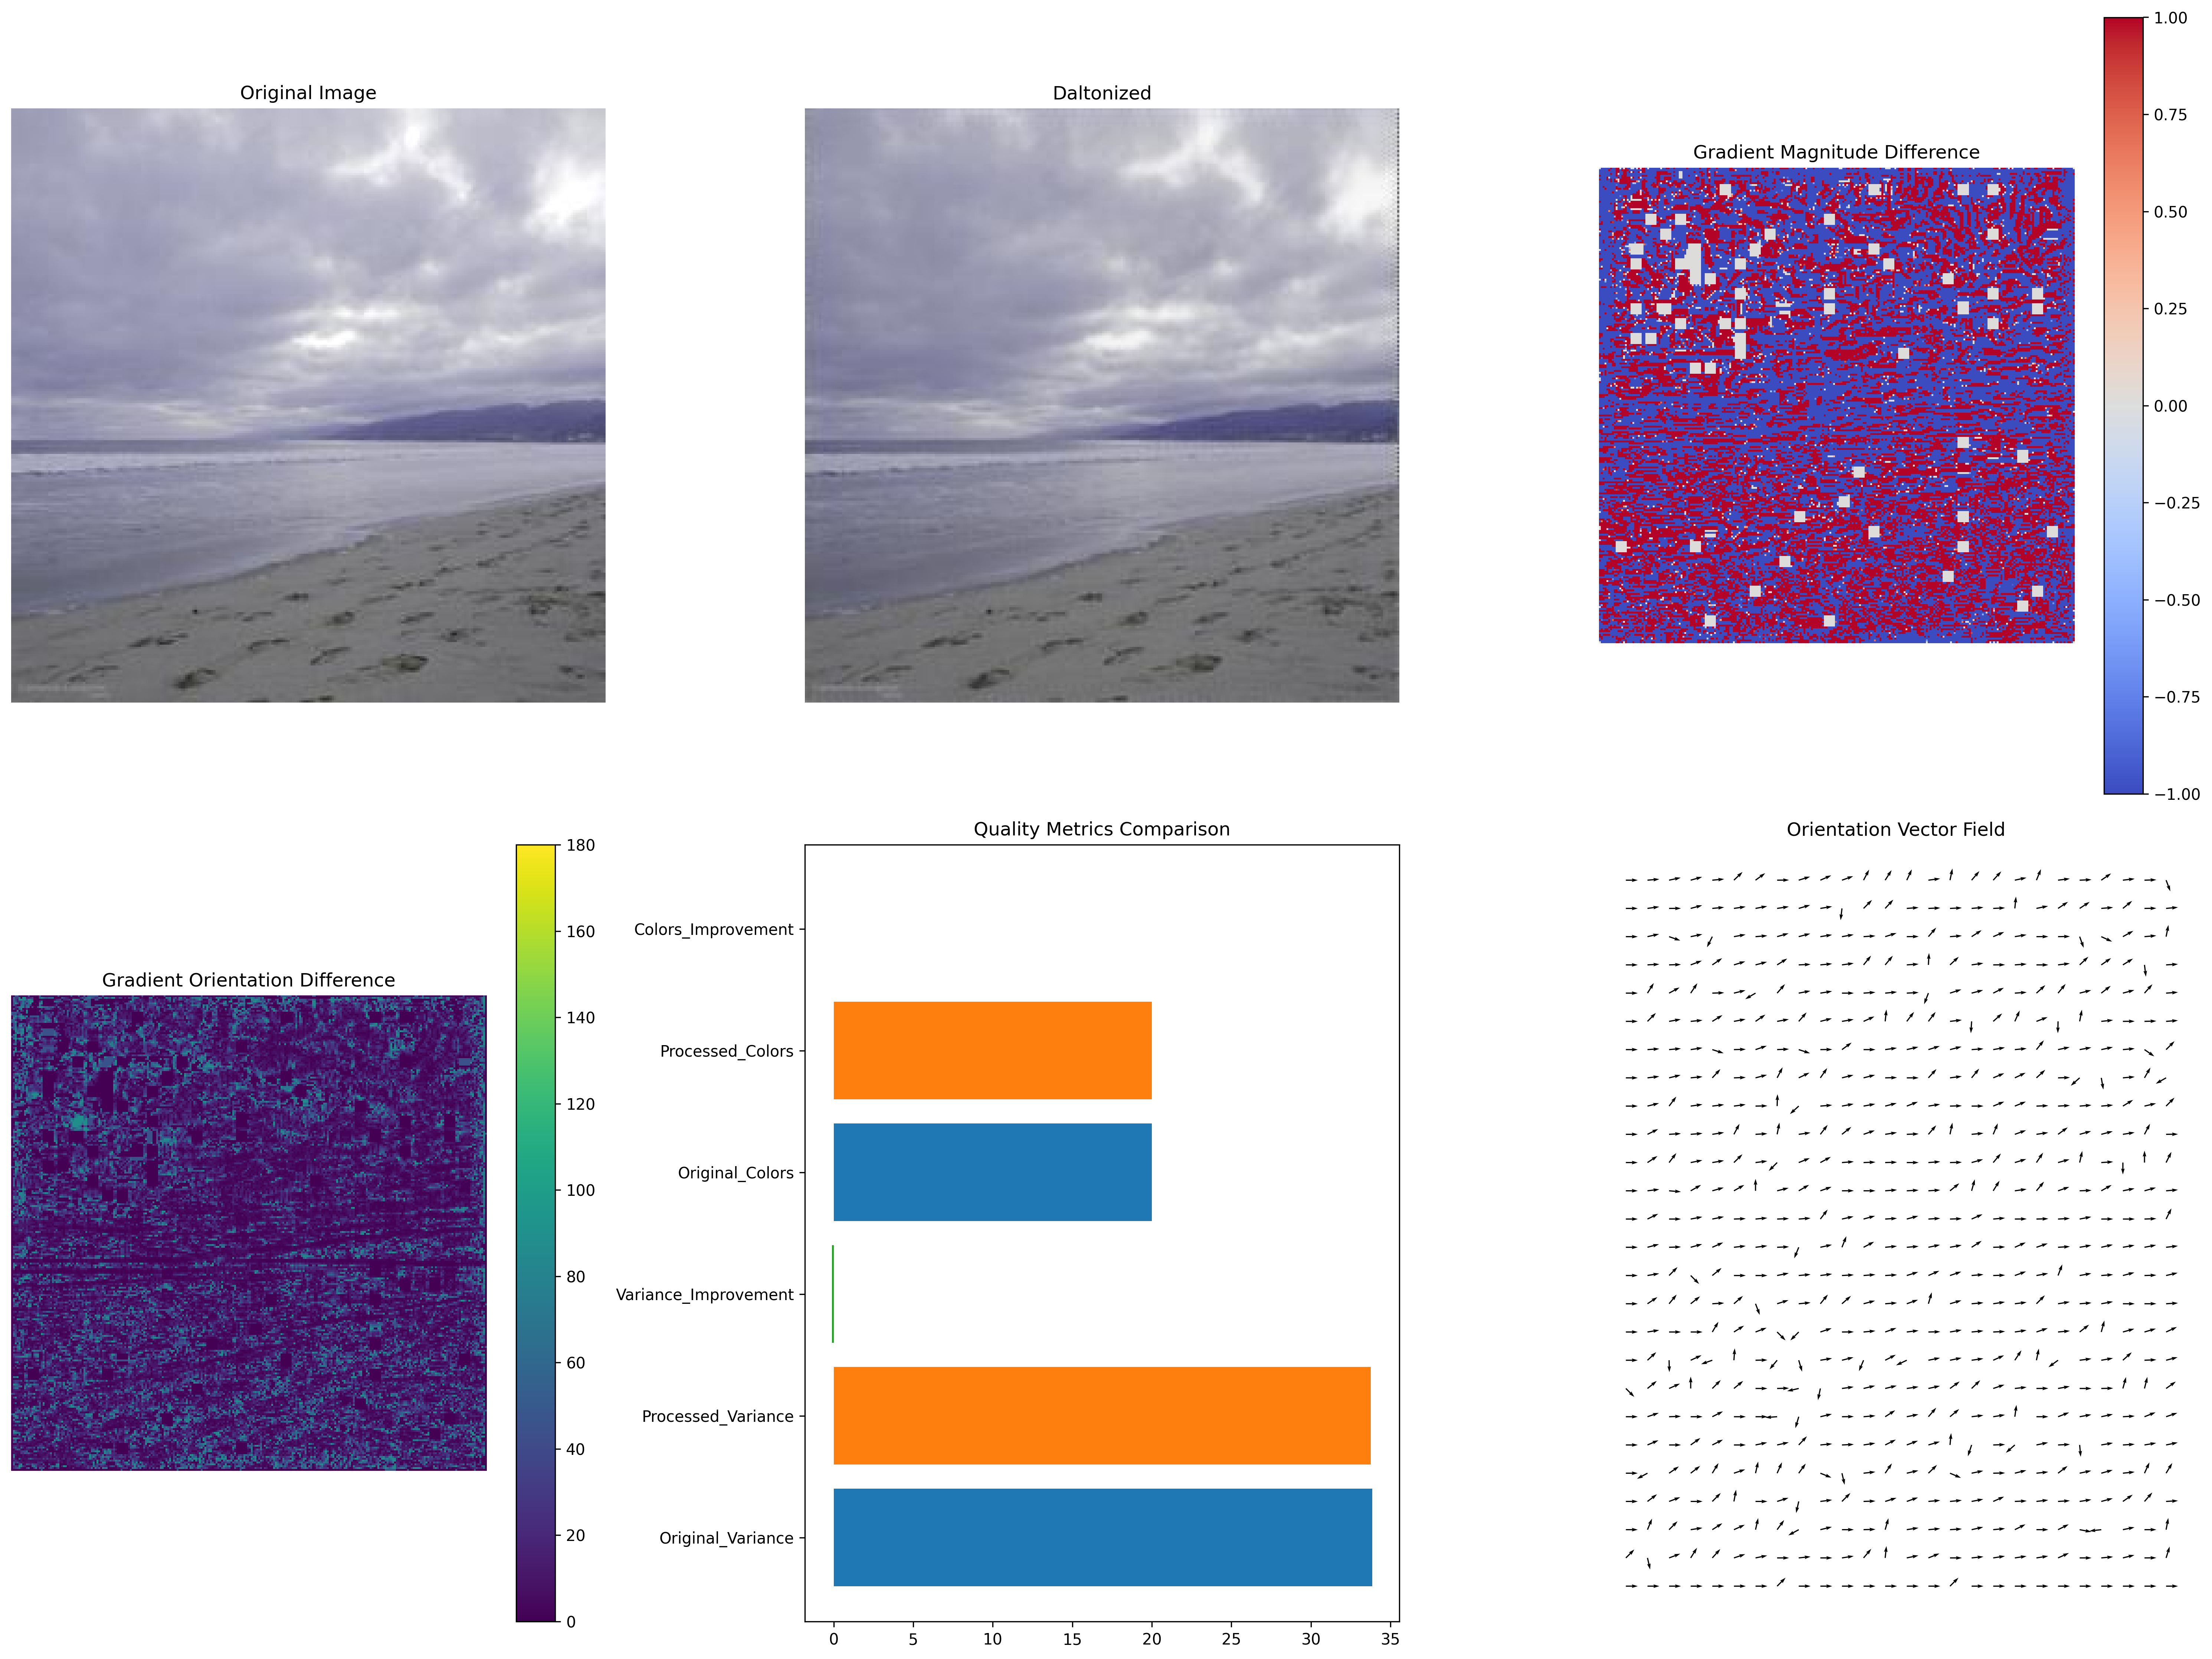 Original Image
Daltonized
Gradient Magnitude Difference
1.00
0.75
0.50
0.25
0.00
−0.25
−0.50
−0.75
−1.00
Gradient Orientation Difference
180
160
140
120
100
80
60
40
20
0
Quality Metrics Comparison
Colors_Improvement
Processed_Colors
Original_Colors
Variance_Improvement
Processed_Variance
Original_Variance
0 5 10 15 20 25 30 35
Orientation Vector Field